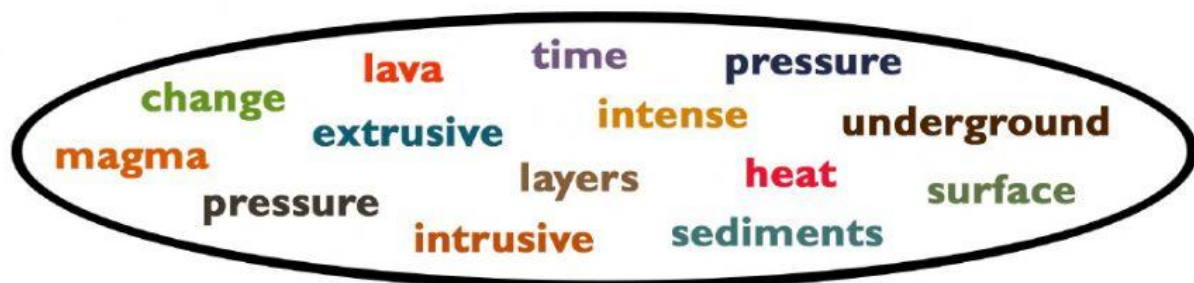 time
lava
pressure
change
intense
underground
extrusive
magma
layers
heat
surface
pressure
intrusive
sediments